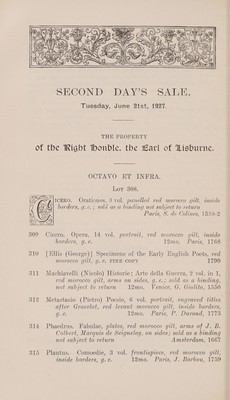 SECOND DAY'S SALE.
Tuesday, June 21st, 1927.
THE PROPERTY
of the Right Honble. the Earl of Lisburne.
OCTAVO ET INFRA.
LOT 308.
CICERO. Orationes, 3 vol. panelled red morocco gilt, inside
borders, g. e.; sold as a binding not subject to return
Paris, S. de Colines,
309 Cicero. Opera, 14 vol. portrait, red morocco gilt, inside
borders, g. e. 12mo. Paris, 1768
310 [Ellis (George)] Specimens of the Early English Poets, red
morocco gilt, g. e. FINE COPY 1790
311 Machiavelli (Nicolo) Historie; Arte della Guerra, 2 vol. in 1,
red morocco gilt, arms on sides, g. e.; sold as a binding,
not subject to return 12mo. Venice, G. Giolito, 1550
312 Metastasio (Pietro) Poesie, 6 vol. portrait, engraved titles
after Gravelot, red levant morocco gilt, inside borders,
g. e. 12mo. Paris, P. Durand, 1773
314 Phaedrus. Fabulae, plates, red morocco gilt, arms of J. B.
Colbert, Marquis de Seignelay, on sides; sold as a binding
not subject to return Amsterdam, 1667
315 Plautus. Comoedie, 3 vol. frontispiece, red morocco gilt,
inside borders, g. e. 12mo. Paris, J. Barbou, 1759